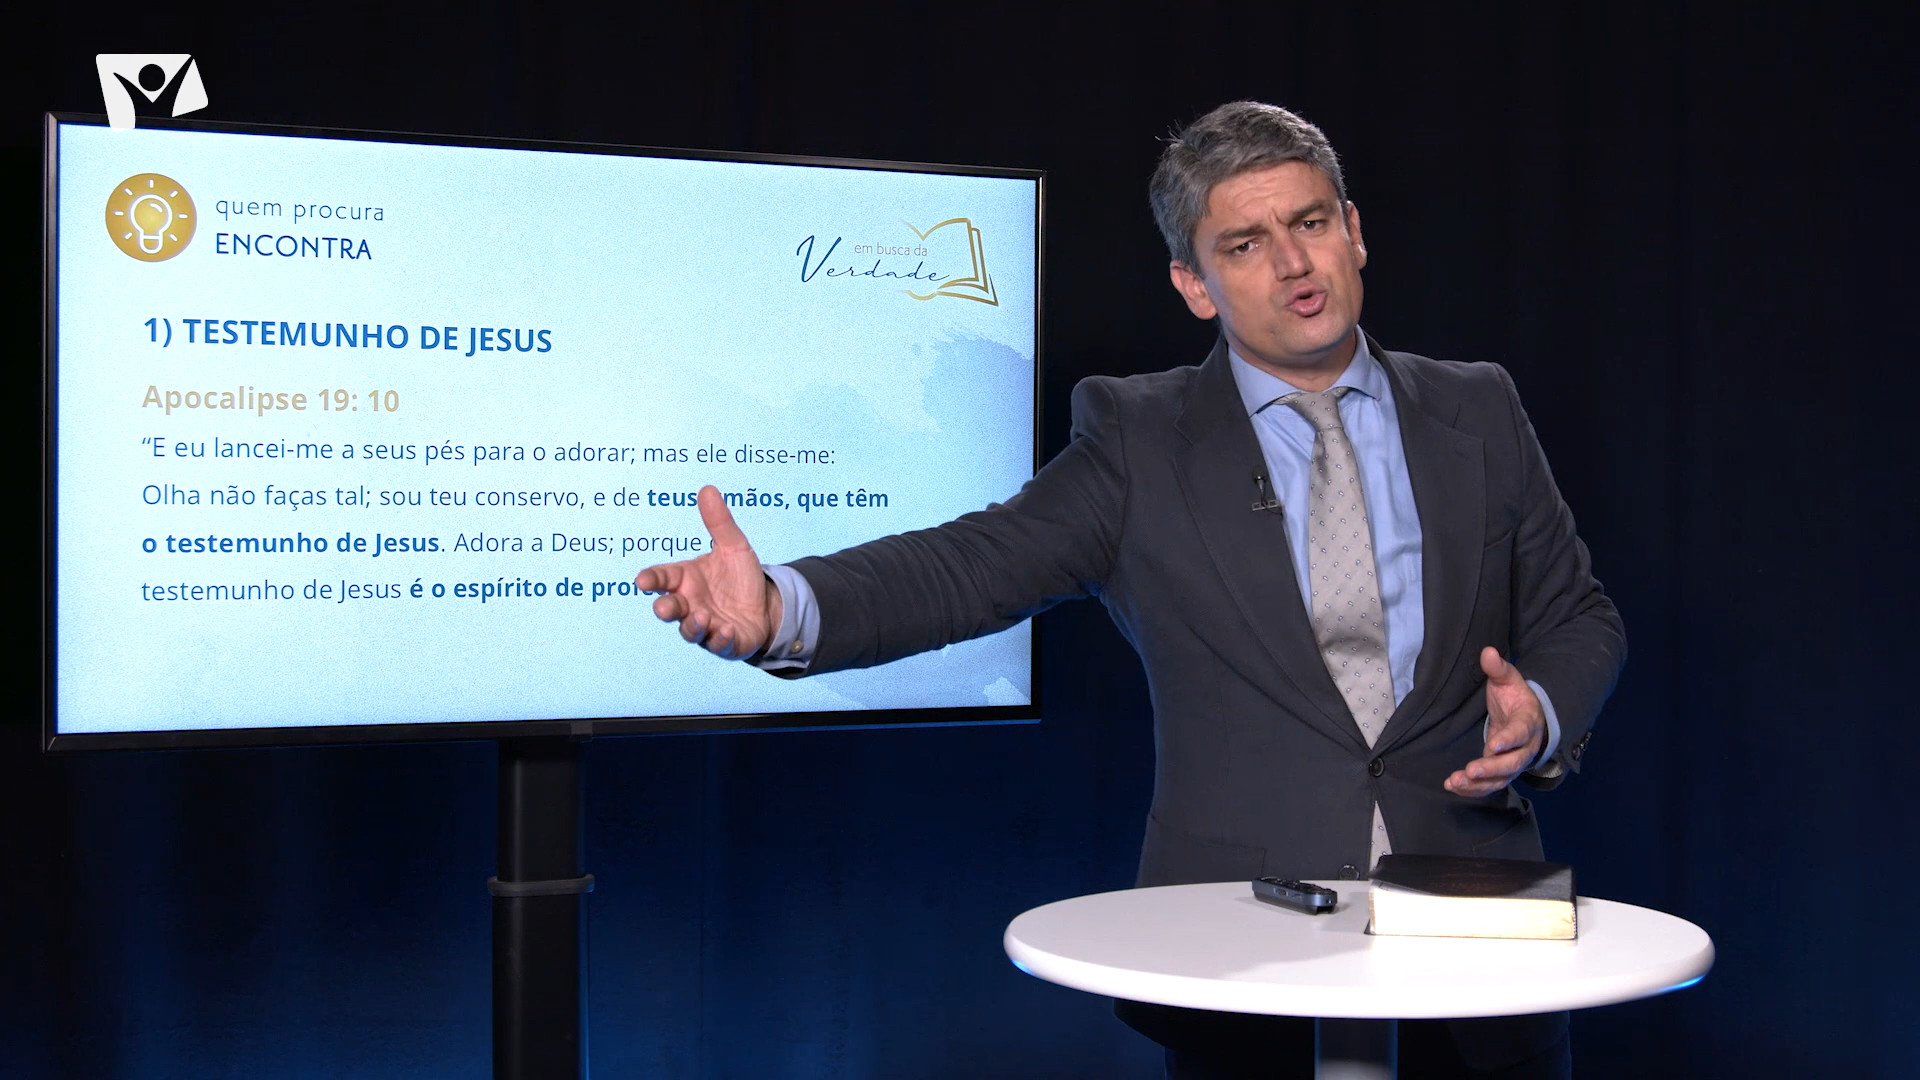 quem procura
ENCONTRA
em busca da
Verdade
1) TESTEMUNHO DE JESUS
Apocalipse 19: 10
“E eu lancei-me a seus pés para o adorar; mas ele disse-me:
Olha não faças tal; sou teu conservo, e de teus que têm
o testemunho de Jesus. Adora a Deus; porque
testemunho de Jesus é o espírito de